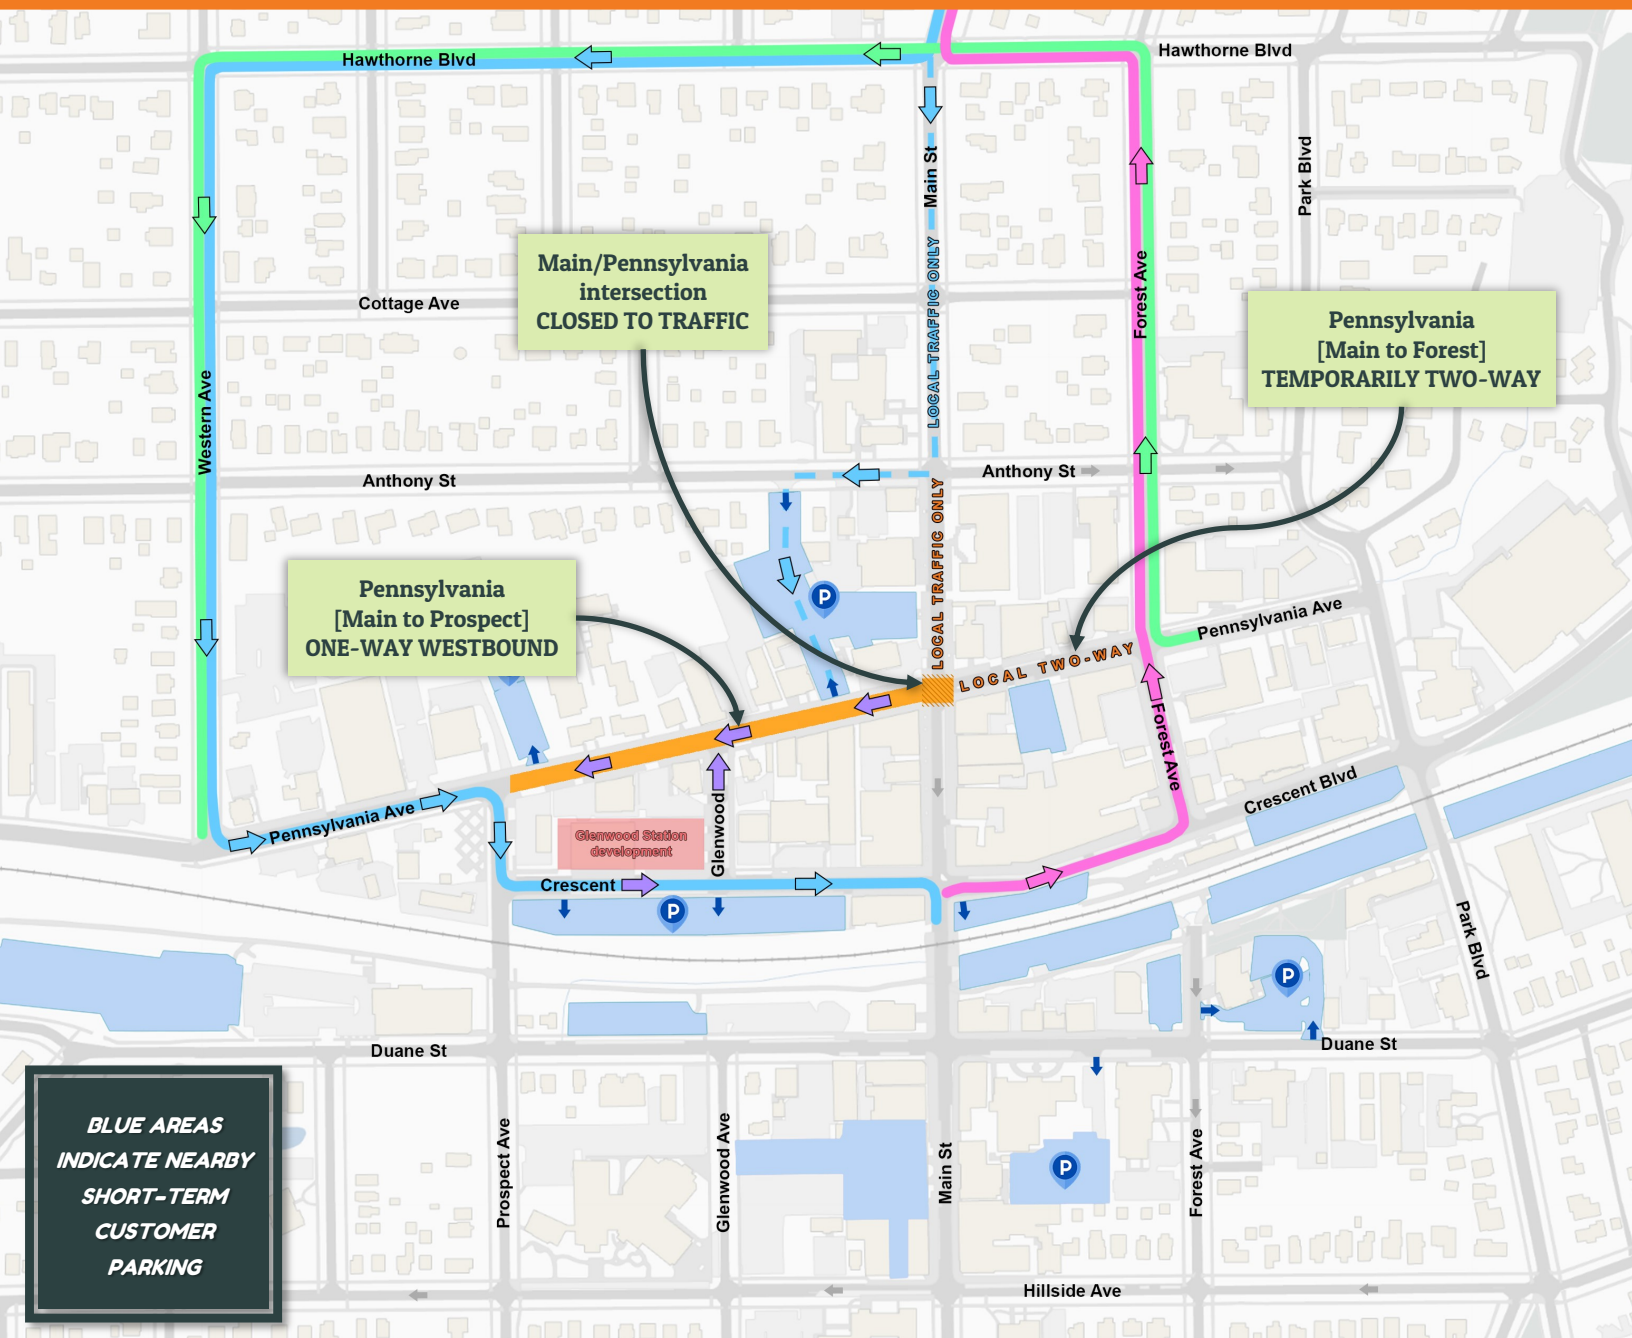 Hawthorne Blvd
Hawthorne Blvd
Main St
Park Blvd
LOCAL TRAFFIC ONLY
Forest Ave
Main/Pennsylvania
intersection
CLOSED TO TRAFFIC
Cottage Ave
Pennsylvania
[Main to Forest]
TEMPORARILY TWO-WAY
Western Ave
Anthony St
Anthony St
LOCAL TRAFFIC ONLY
Pennsylvania
[Main to Prospect]
ONE-WAY WESTBOUND
P
Pennsylvania Ave
LOCAL TWO-WAY
Forest Ave
Crescent Blvd
Pennsylvania Ave
Glenwood Station
development
Glenwood
Crescent
P
Park Blvd
P
Duane St
Duane St
BLUE AREAS
INDICATE NEARBY
SHORT-TERM
CUSTOMER
PARKING
Prospect Ave
Glenwood Ave
Main St
P
Forest Ave
Hillside Ave